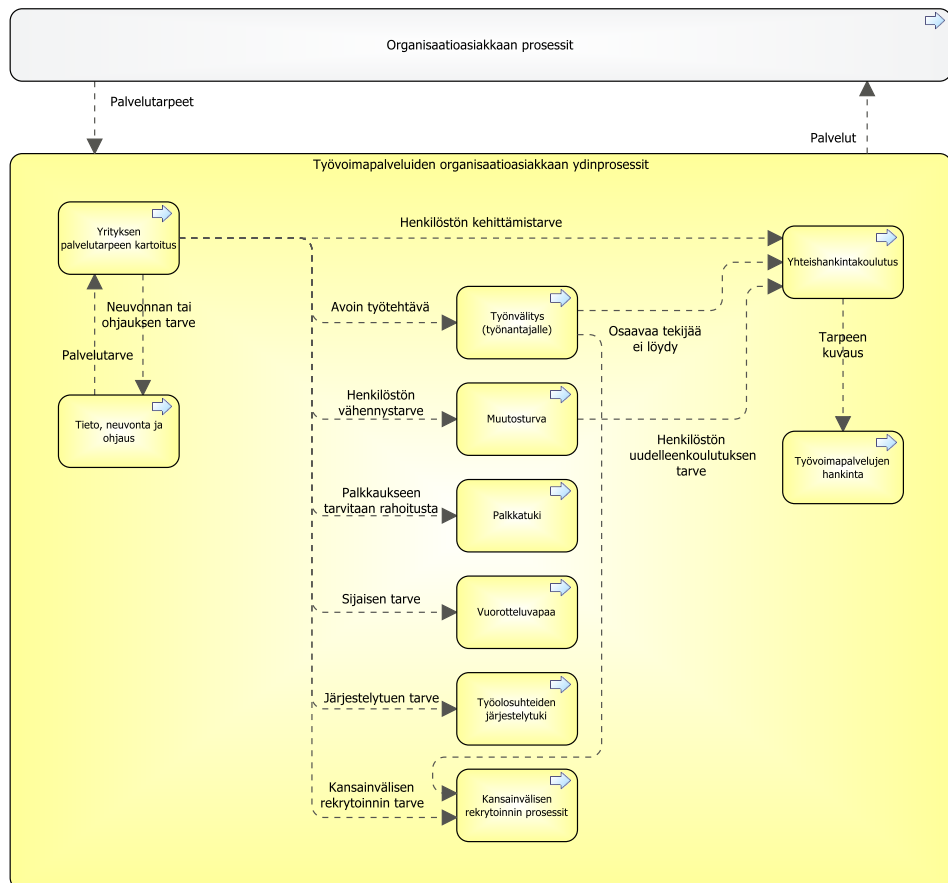 Organisaatioasiakkaan prosessit
Palvelutarpeet
Palvelut
Työvoimapalveluiden organisaatioasiakkaan ydinprosessit
Yrityksen
palvelutarpeen kartoitus
Henkilöstön kehittämistarve
Yhteishankintakoulutus
Neuvonnan tai
ohjauksen tarve
Palvelutarve
Avoin työtehtävä
Työnvälitys
(työnantajalle)
Osaavaa tekijää
ei löydy
Tarpeen
kuvaus
Tieto, neuvonta ja
ohjaus
Henkilöstön
vähennystarve
Muutosturva
Henkilöstön
uudelleenkoulutuksen
tarve
Työvoimapalvelujen
hankinta
Palkkaukseen
tarvitaan rahoitusta
Palkkatuki
Sijaisen tarve
Vuorotteluvapaa
Järjestelytuen tarve
Työolosuhteiden
järjestelytuki
Kansainvälisen
rekrytoinnin tarve
Kansainvälisen
rekrytoinnin prosessit